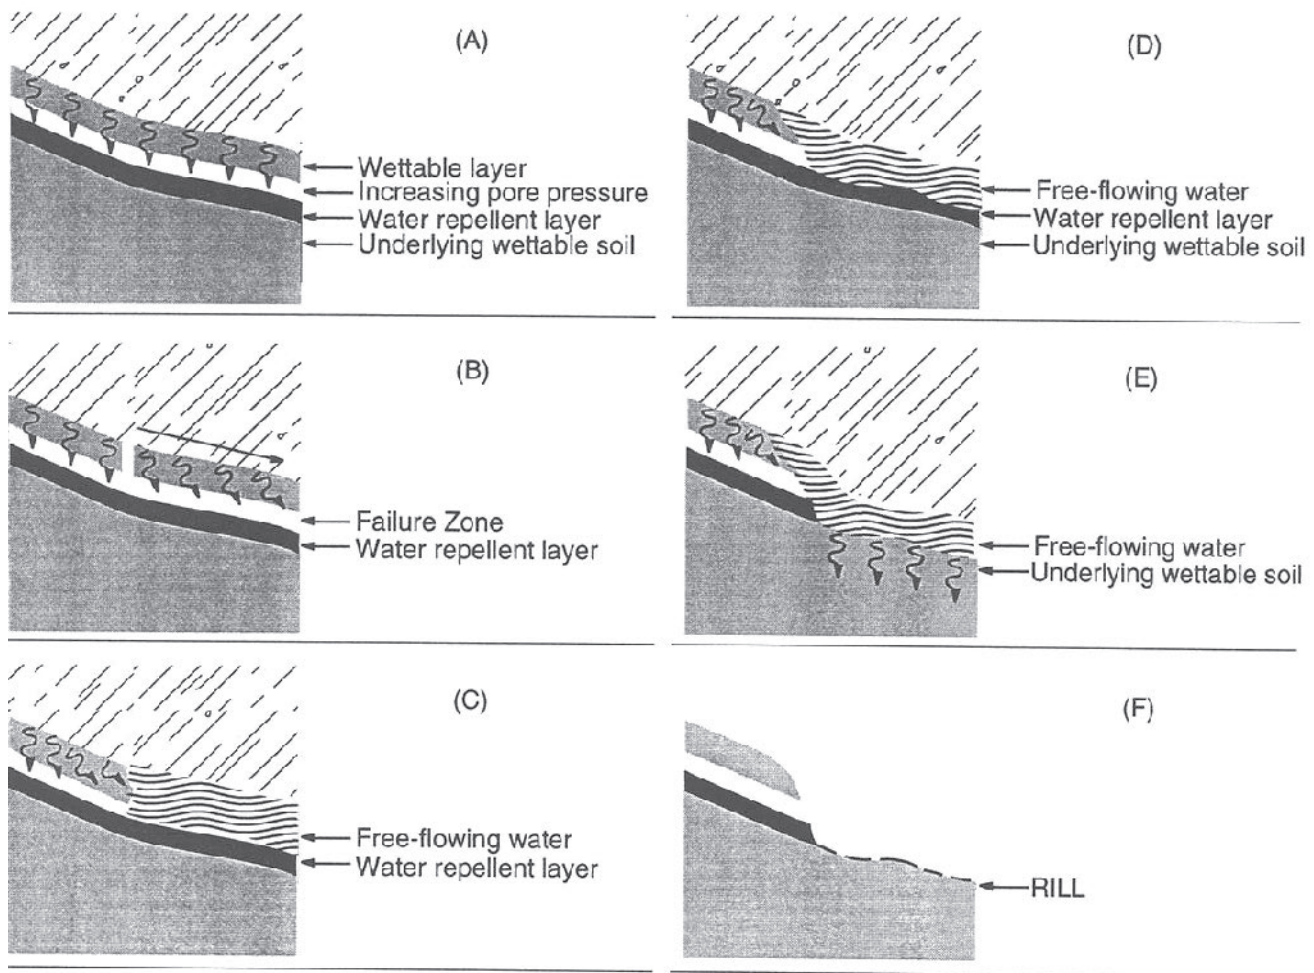 (A)
Wettable layer
Increasing pore pressure
Water repellent layer
Underlying wettable soil
(B)
Failure Zone
Water repellent layer
(C)
Free-flowing water
Water repellent layer
(D)
Free-flowing water
Water repellent layer
Underlying wettable soil
(E)
Free-flowing water
Underlying wettable soil
(F)
RILL